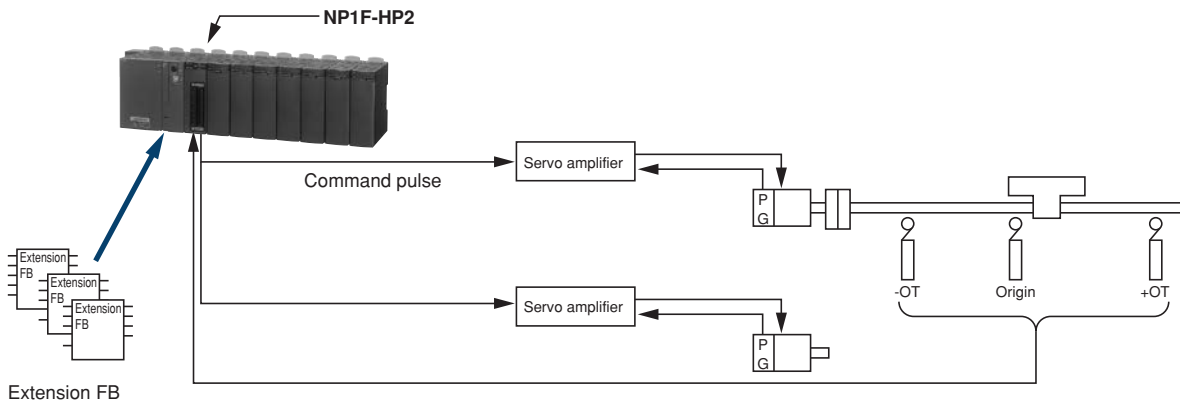 NP1F-HP2
Servo amplifier
Command pulse
P
G
Extension
FB
Extension
FB
Extension
FB
-OT
Origin
+OT
Servo amplifier
P
G
Extension FB